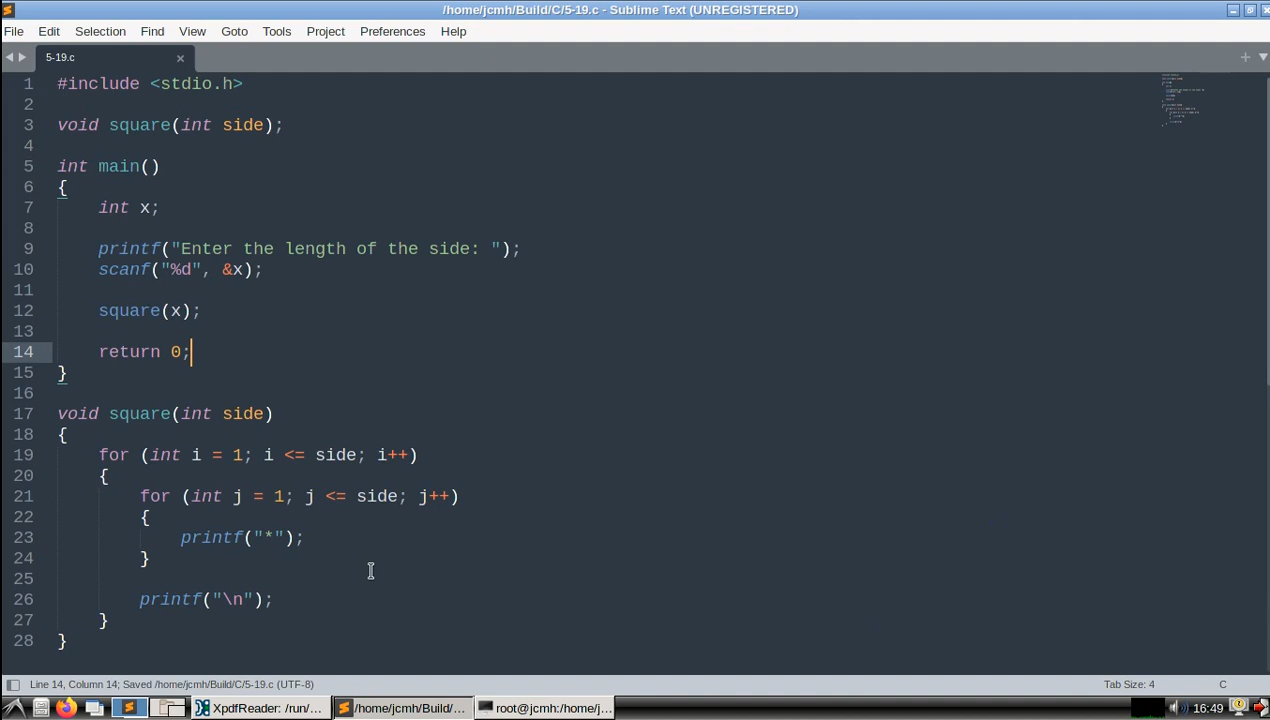 /home/jcmh/Build/C/5-19.c - Sublime Text (UNREGISTERED)
File Edit Selection Find View Goto Tools Project Preferences Help
5-19.c
1 #include <stdio.h>
2
3 void square(int side);
4
5 int main()
6 {
7     int x;
8
9     printf("Enter the length of the side: ");
10     scanf("%d", &x);
11
12     square(x);
13
14     return 0;
15 }
16
17 void square(int side)
18 {
19     for (int i = 1; i <= side; i++)
20     {
21         for (int j = 1; j <= side; j++)
22         {
23             printf("*");
24         }
25
26         printf("\n");
27     }
28 }
Line 14, Column 14; Saved /home/jcmh/Build/C/5-19.c (UTF-8) Tab Size: 4 C
XpdfReader: /run/... /home/jcmh/Build/... root@jcmh:/home/j... 16:49